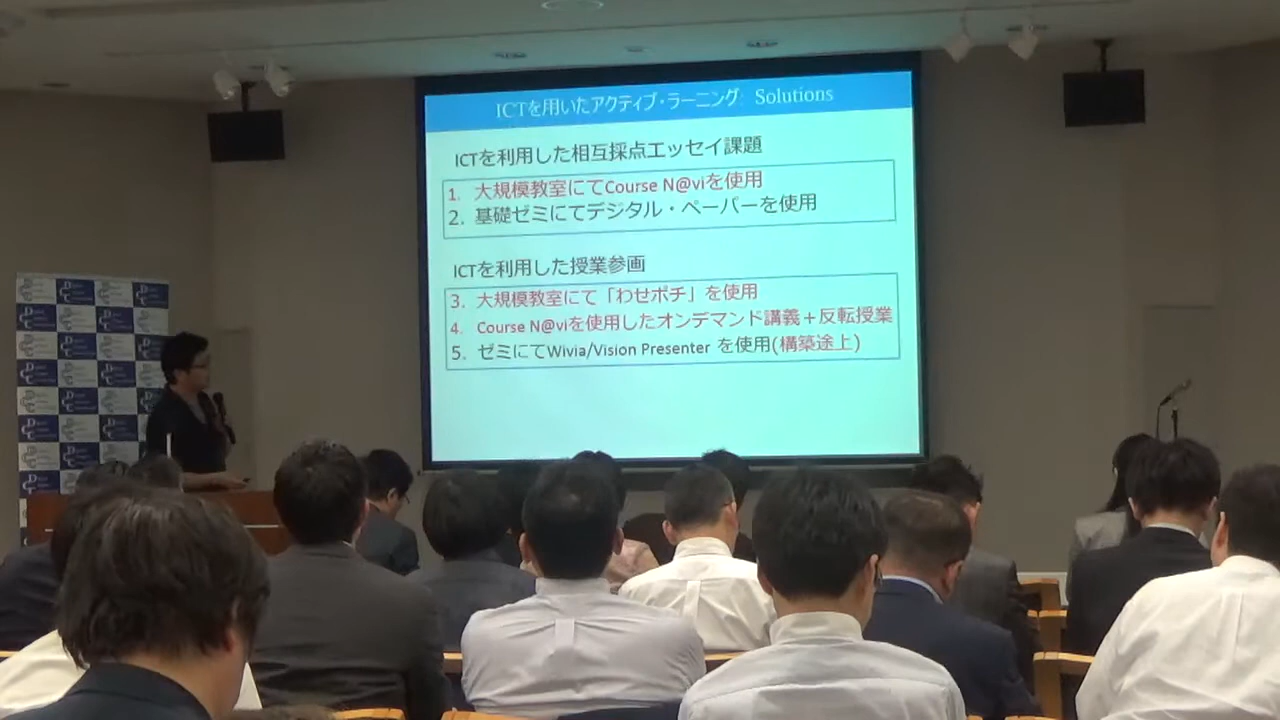 ICTを用いたアクティブ・ラーニング: Solutions
ICTを利用した相互採点エッセイ課題
1. 大規模教室にてCourse N@viを使用
2. 基礎ゼミにてデジタル・ペーパーを使用
ICTを利用した授業参画
3. 大規模教室にて「わせポチ」を使用
4. Course N@viを使用したオンデマンド講義＋反転授業
5. ゼミにてWivia/Vision Presenter を使用(構築途上)